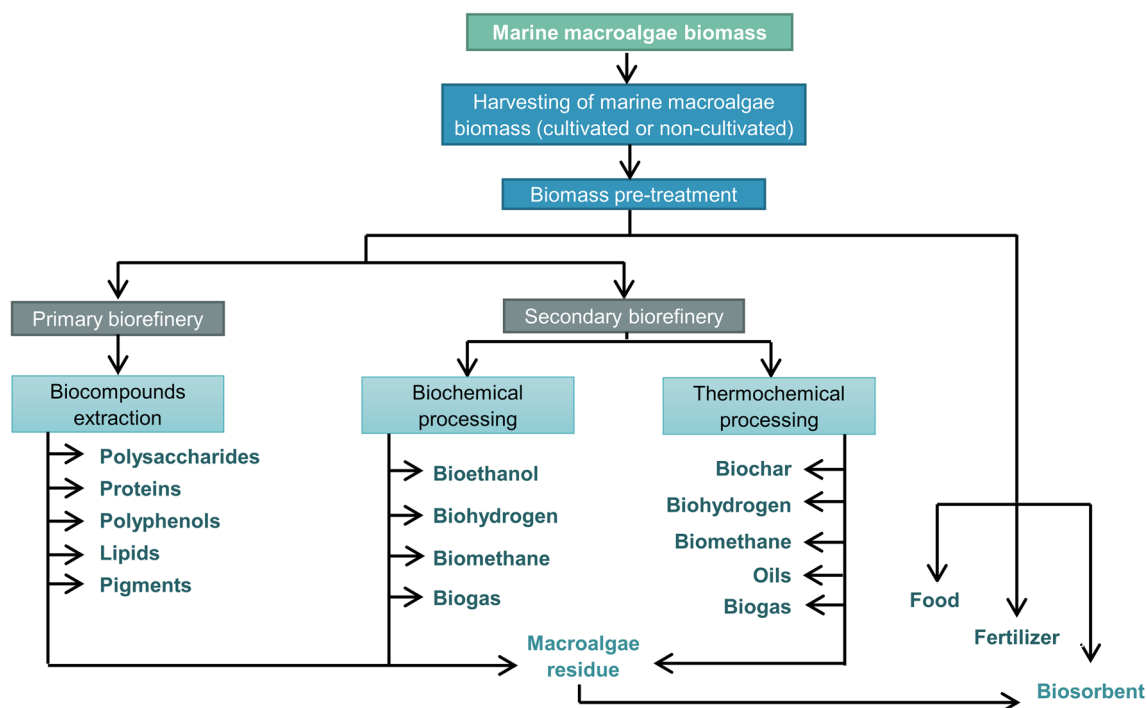 Marine macroalgae biomass
Harvesting of marine macroalgae
biomass (cultivated or non-cultivated)
Biomass pre-treatment
Primary biorefinery
Secondary biorefinery
Biocompounds
extraction
Polysaccharides
Proteins
Polyphenols
Lipids
Pigments
Biochemical
processing
Bioethanol
Biohydrogen
Biomethane
Biogas
Thermochemical
processing
Biochar
Biohydrogen
Biomethane
Oils
Biogas
Food
Fertilizer
Macroalgae
residue
Biosorbent